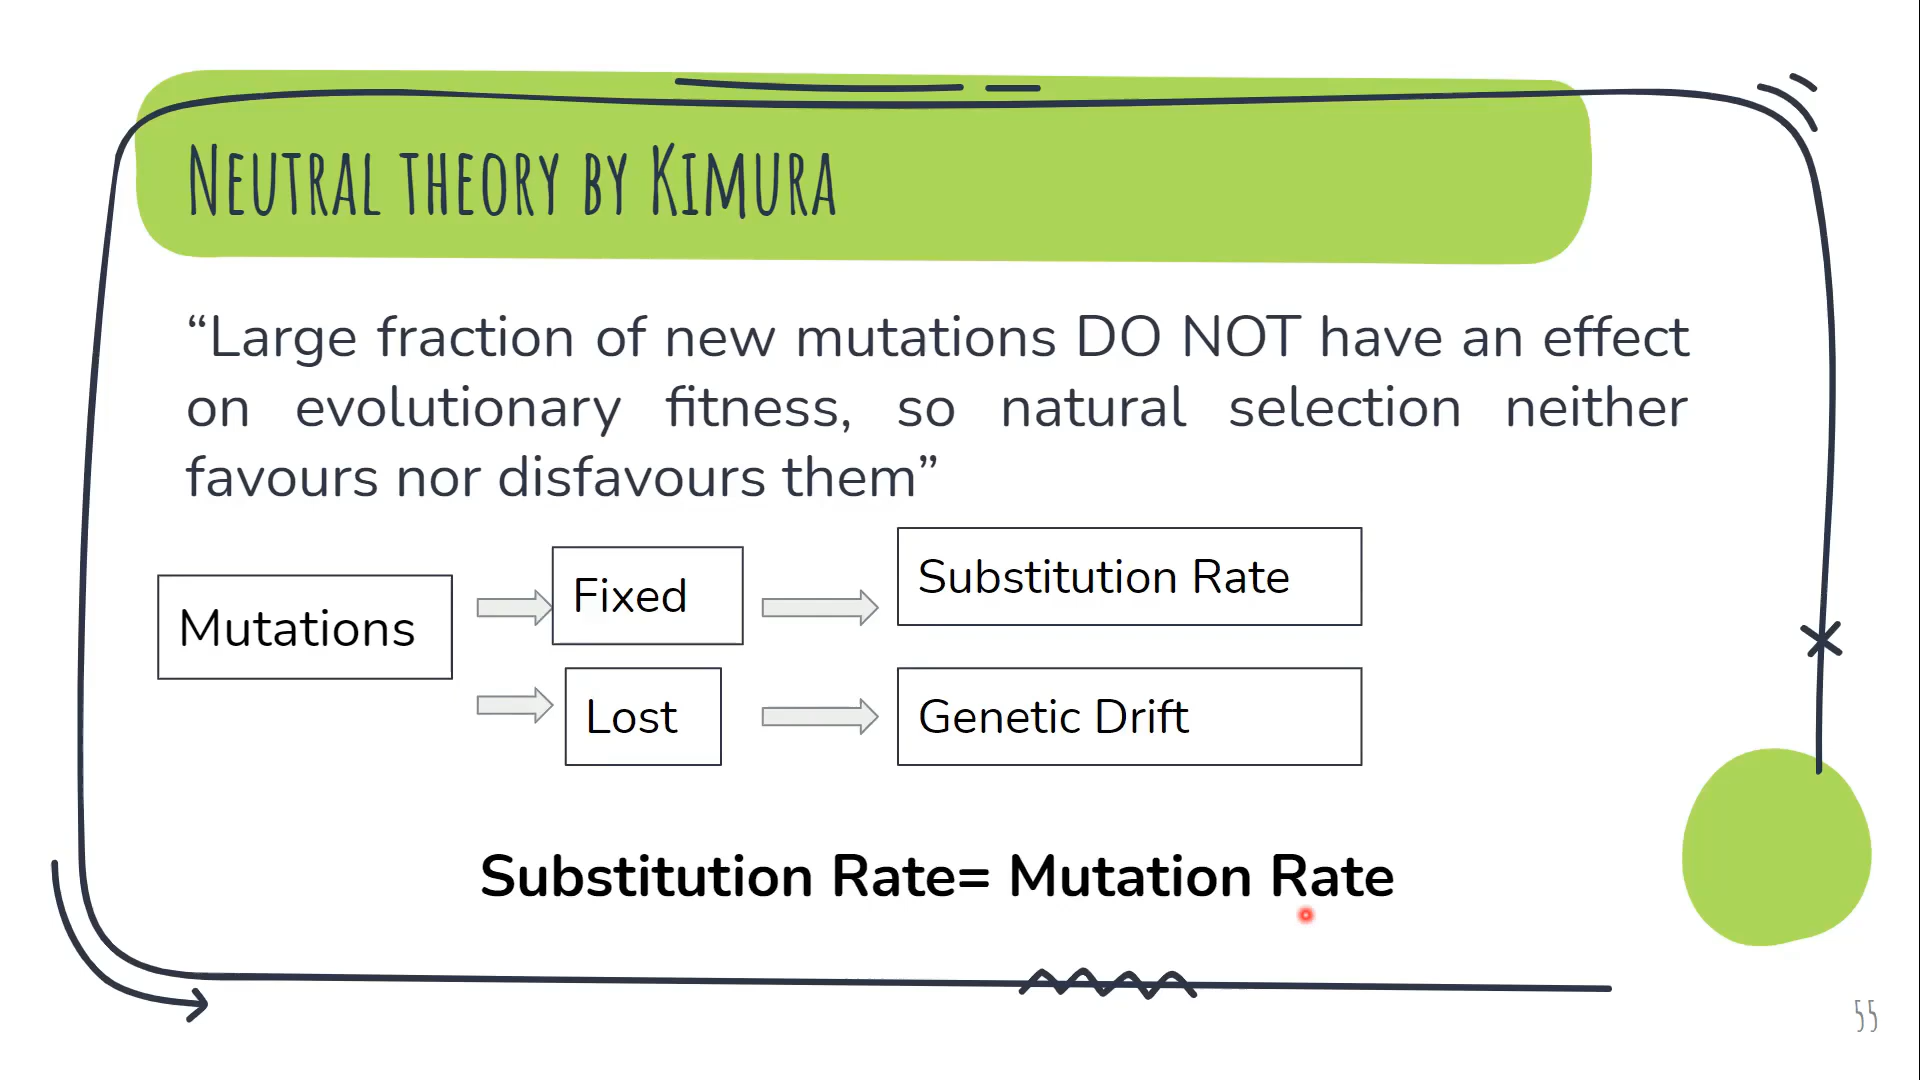 Neutral theory by Kimura
“Large fraction of new mutations DO NOT have an effect
on evolutionary fitness, so natural selection neither
favours nor disfavours them”
Mutations
Fixed
Substitution Rate
Lost
Genetic Drift
Substitution Rate= Mutation Rate
55